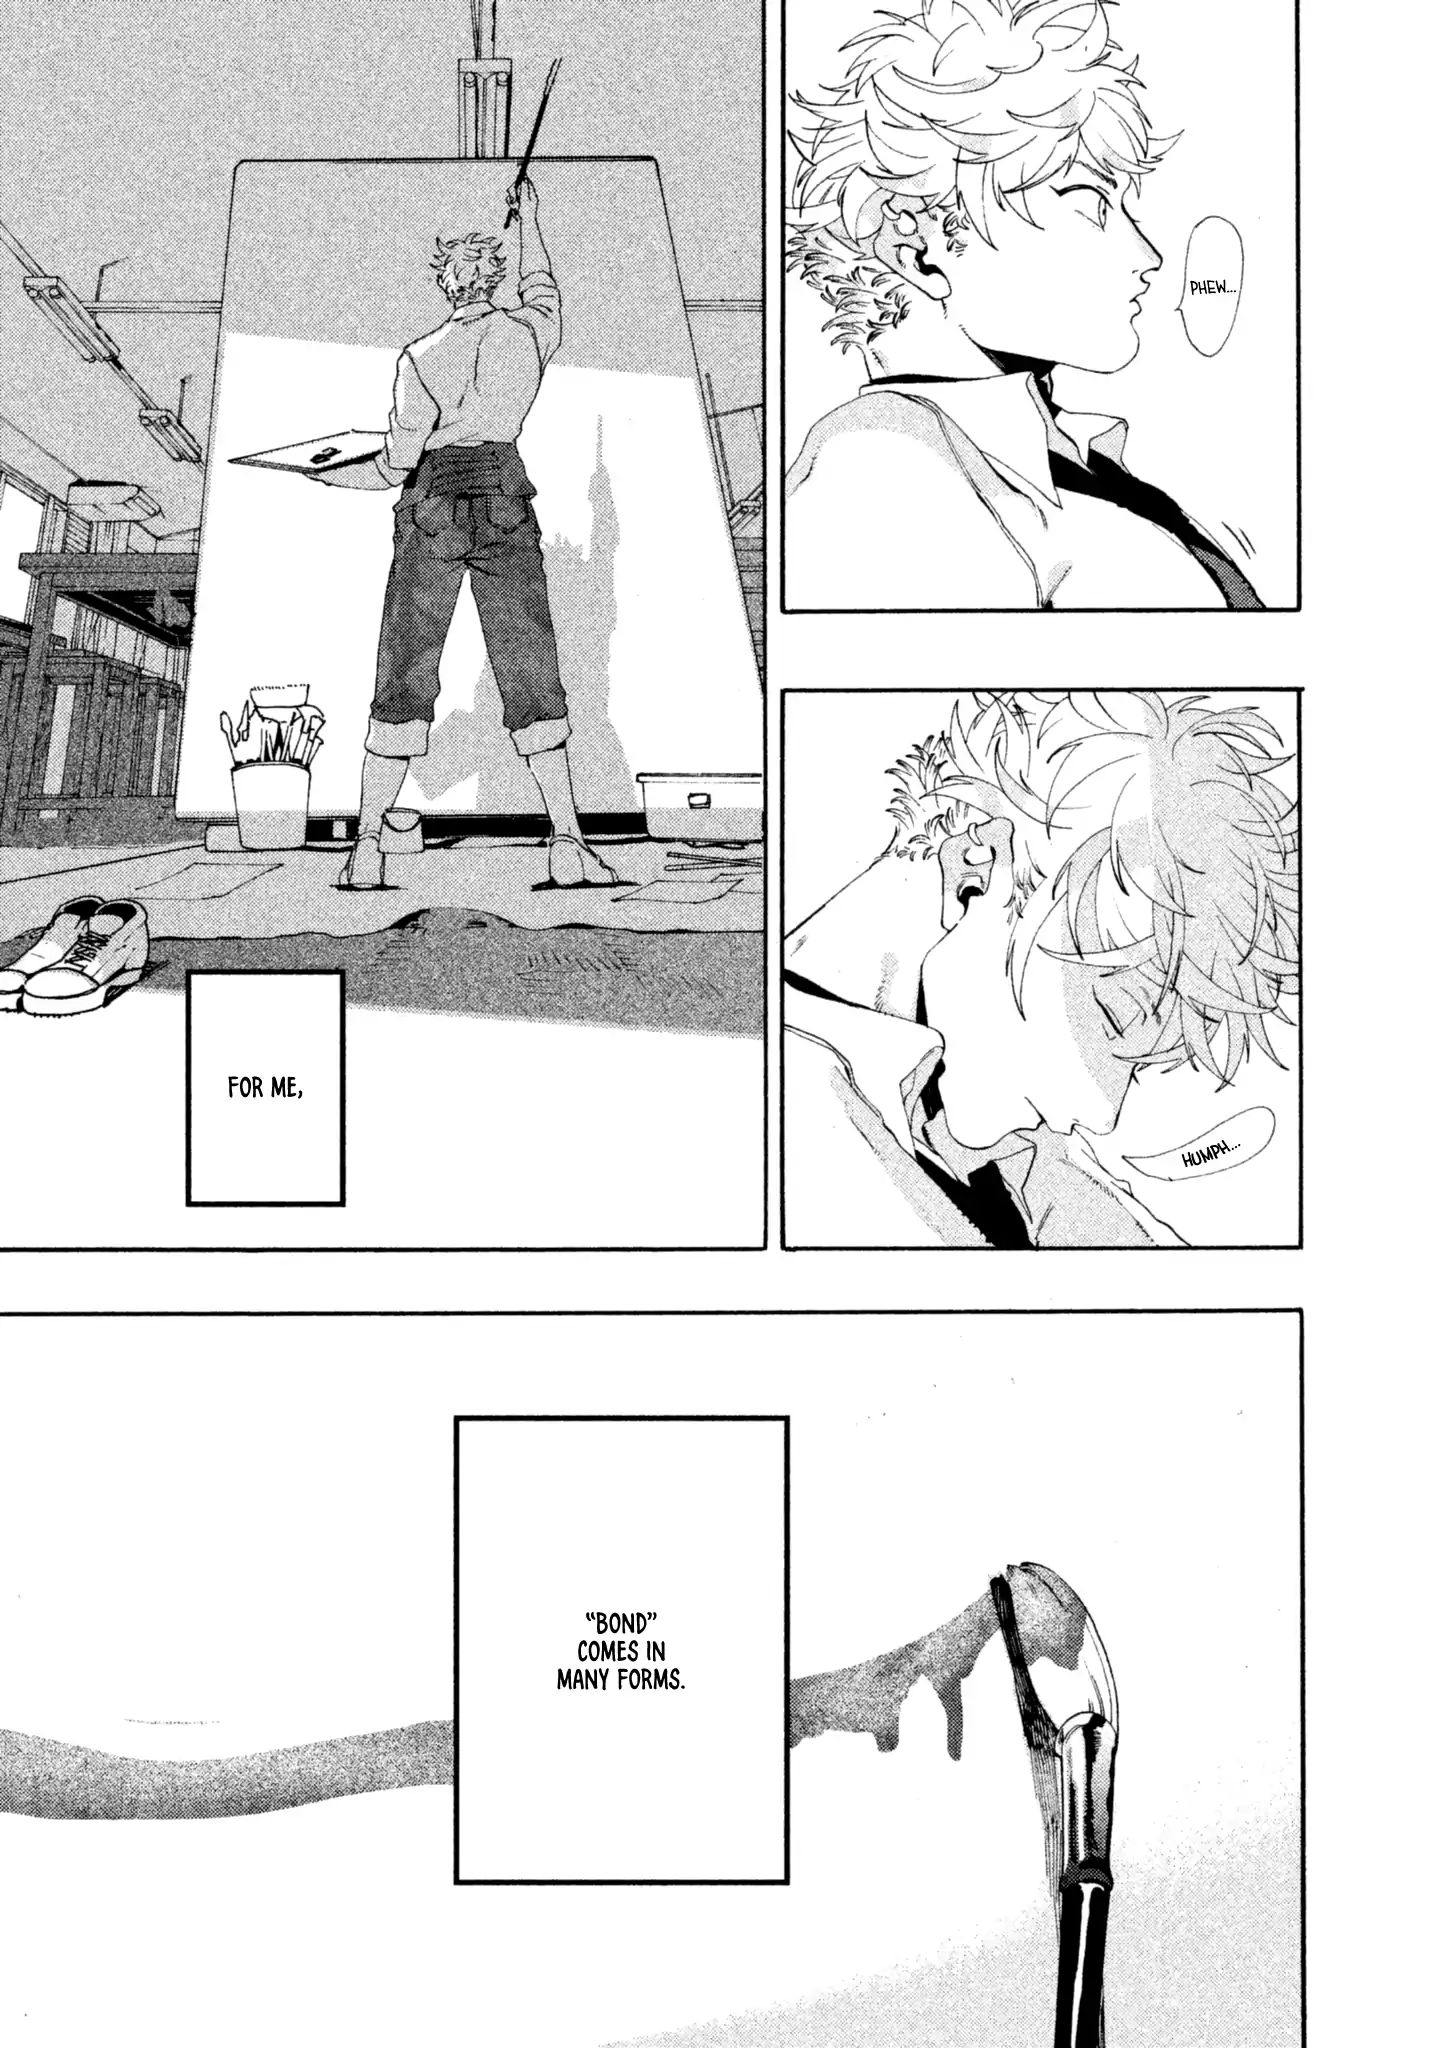 PHEW...
HUMPH...
FOR ME,
“BOND”
COMES IN
MANY FORMS.